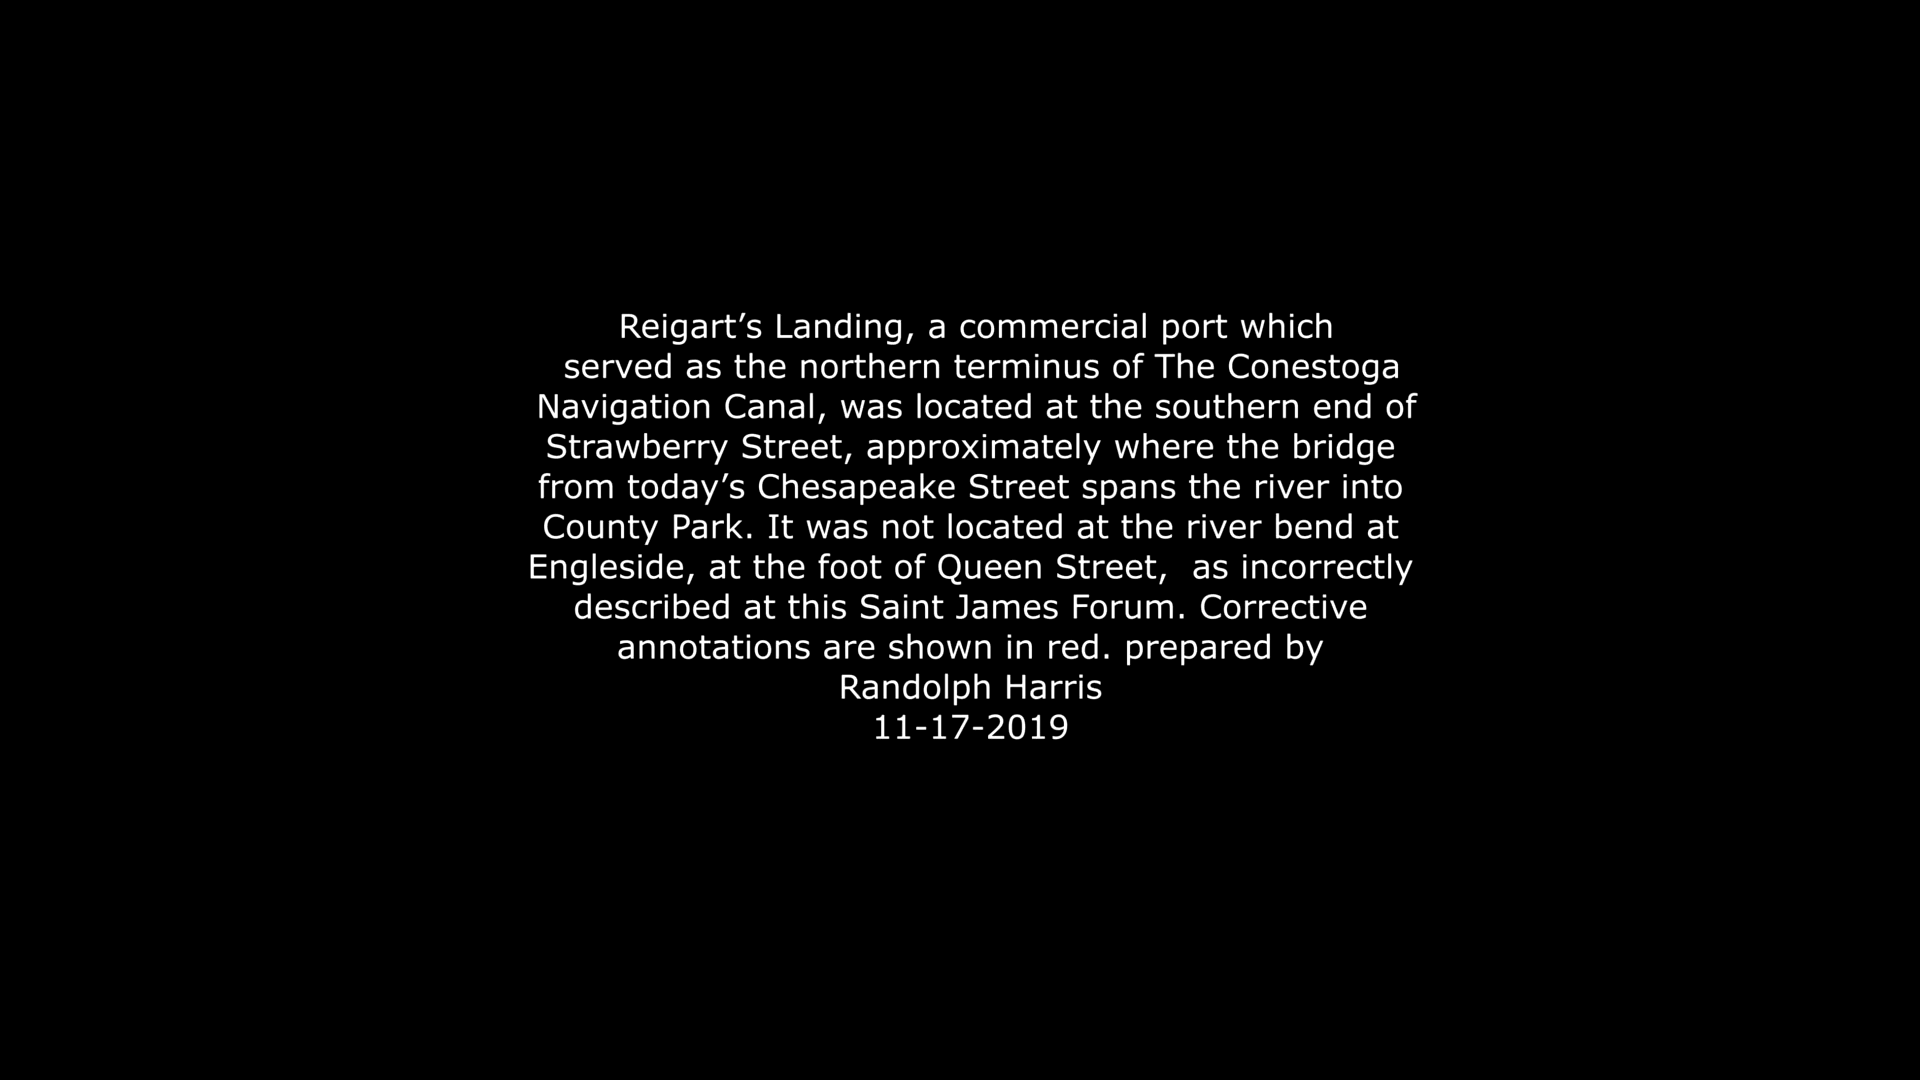 Reigart’s Landing, a commercial port which
served as the northern terminus of The Conestoga
Navigation Canal, was located at the southern end of
Strawberry Street, approximately where the bridge
from today’s Chesapeake Street spans the river into
County Park. It was not located at the river bend at
Engleside, at the foot of Queen Street,  as incorrectly
described at this Saint James Forum. Corrective
annotations are shown in red. prepared by
Randolph Harris
11-17-2019